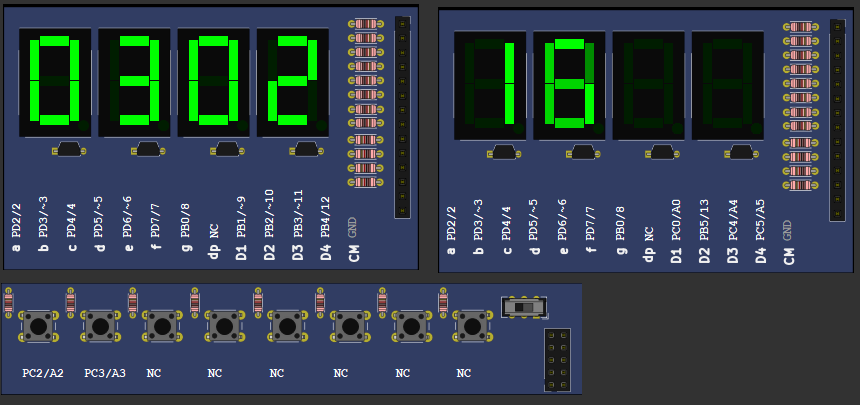 0302
a PD2/2
b PD3/~3
c PD4/4
d PD5/~5
e PD6/~6
f PD7/7
g PB0/8
dp NC
D1 PB1/~9
D2 PB2/~10
D3 PB3/~11
D4 PB4/12
CM GND
18
a PD2/2
b PD3/~3
c PD4/4
d PD5/~5
e PD6/~6
f PD7/7
g PB0/8
dp NC
D1 PC0/A0
D2 PB5/13
D3 PC4/A4
D4 PC5/A5
CM GND
PC2/A2 PC3/A3 NC NC NC NC NC NC